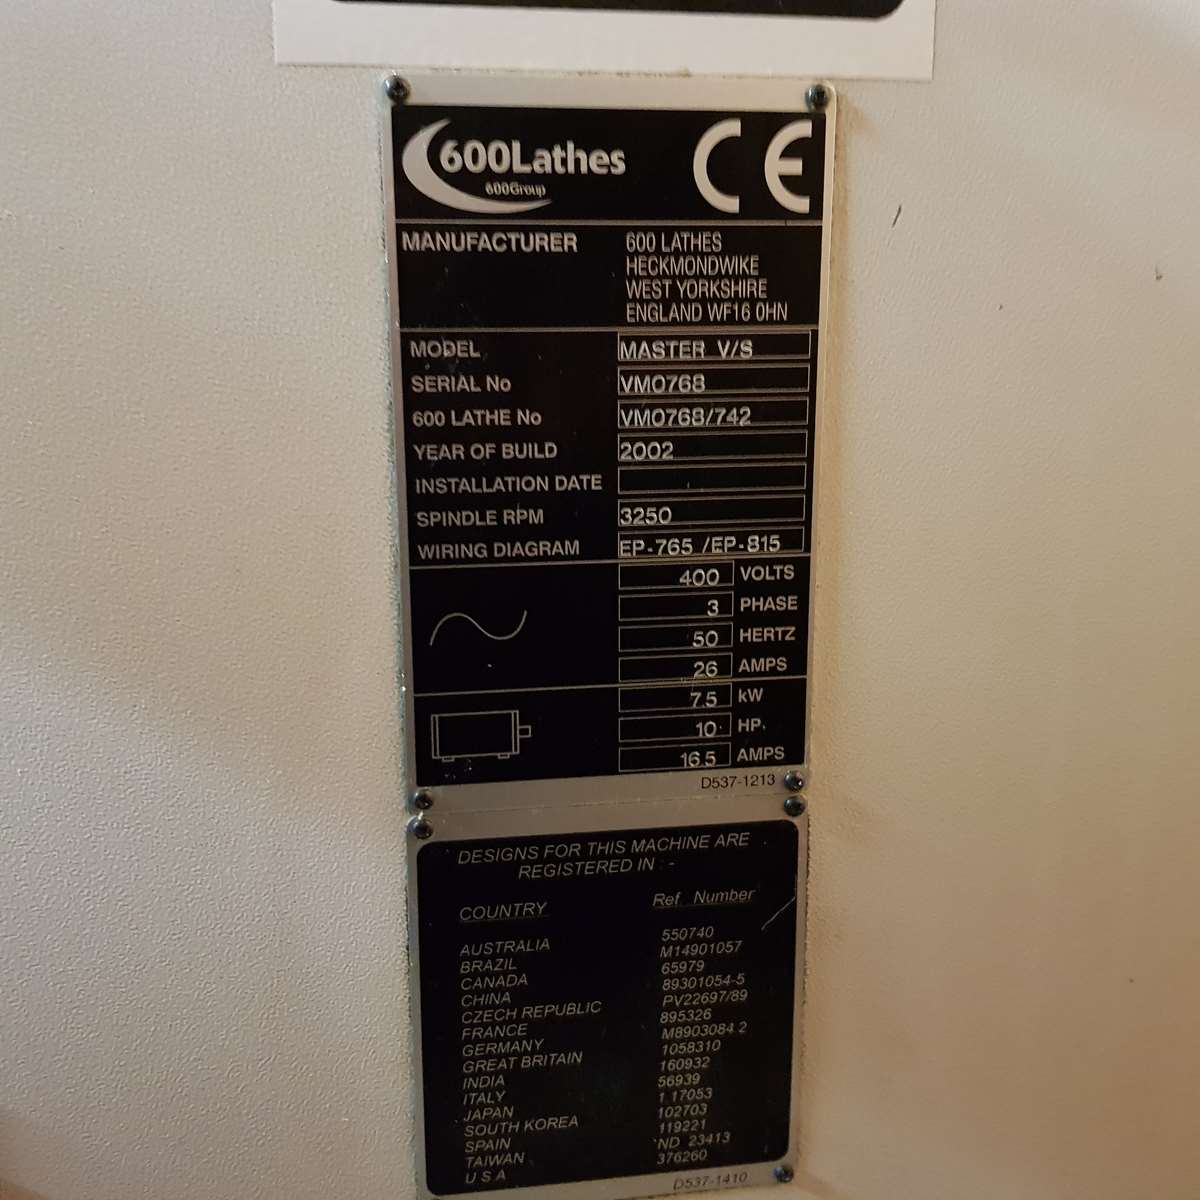 600Lathes
600Group
CE
MANUFACTURER 600 LATHES
HECKMONDWIKE
WEST YORKSHIRE
ENGLAND WF16 0HN
MODEL MASTER V/S
SERIAL No VM0768
600 LATHE No VM0768/742
YEAR OF BUILD 2002
INSTALLATION DATE
SPINDLE RPM 3250
WIRING DIAGRAM EP-765 /EP-815
400 VOLTS
3 PHASE
50 HERTZ
26 AMPS
7.5 kW
10 HP.
16.5 AMPS
D537-1213
DESIGNS FOR THIS MACHINE ARE
REGISTERED IN :-
COUNTRY Ref Number
AUSTRALIA 550740
BRAZIL M14901057
CANADA 65979
CHINA 89301054-5
CZECH REPUBLIC PV22697/89
FRANCE 895326
GERMANY M8903084.2
GREAT BRITAIN 1058310
INDIA 160932
ITALY 56939
JAPAN 1.17053
SOUTH KOREA 102703
SPAIN 119221
TAIWAN ND 23413
U S A 376260
D537-1410